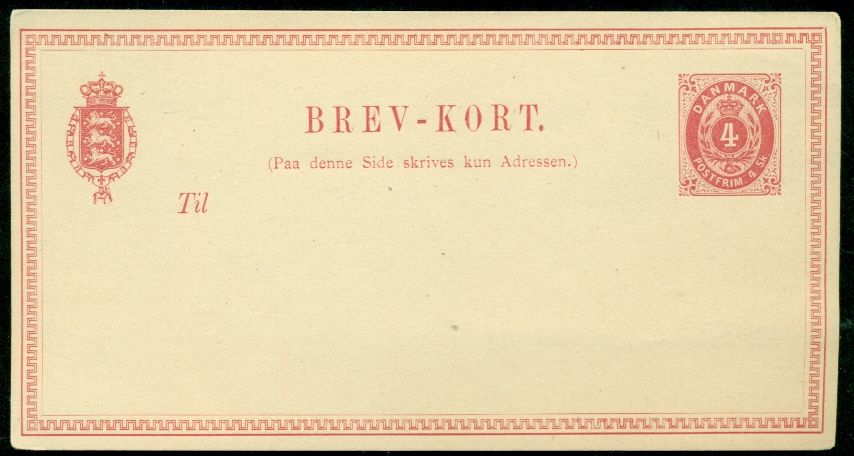 BREV-KORT.
(Paa denne Side skrives kun Adressen.)
Til
DANMARK
4
POSTFRIM. 4 Sk